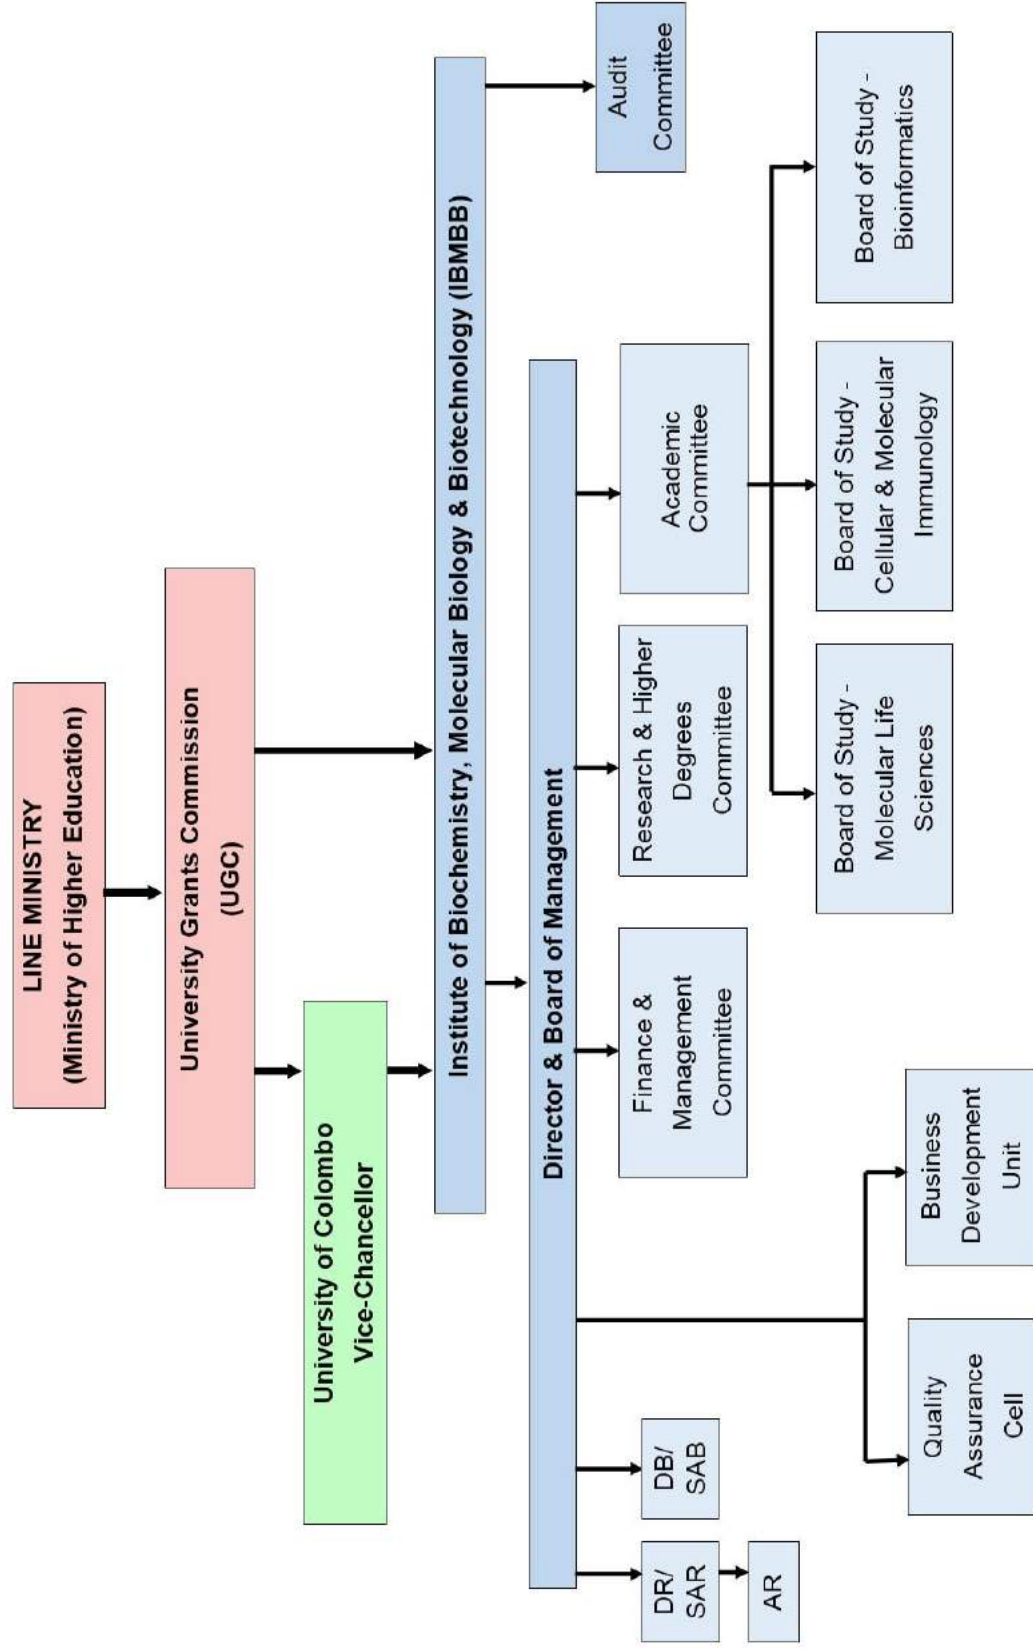 LINE MINISTRY
(Ministry of Higher Education)
University Grants Commission
(UGC)
University of Colombo
Vice-Chancellor
Institute of Biochemistry, Molecular Biology & Biotechnology (IBMBB)
Director & Board of Management
Audit
Committee
DR/
SAR
AR
DB/
SAB
Quality
Assurance
Cell
Business
Development
Unit
Finance &
Management
Committee
Research & Higher
Degrees
Committee
Academic
Committee
Board of Study -
Molecular Life
Sciences
Board of Study -
Cellular & Molecular
Immunology
Board of Study -
Bioinformatics